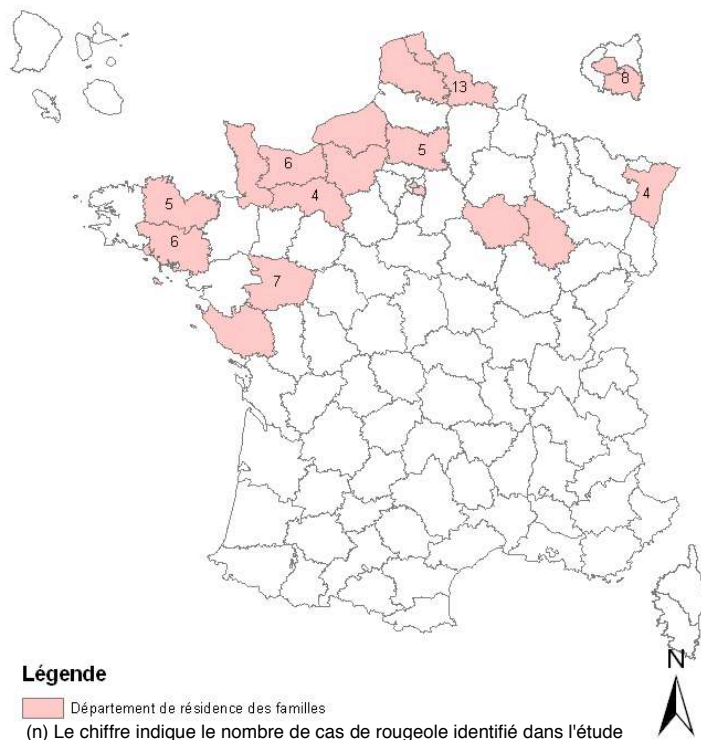 8
13
6
5
4
4
5
6
7
Légende
N
Département de résidence des familles
(n) Le chiffre indique le nombre de cas de rougeole identifié dans l'étude